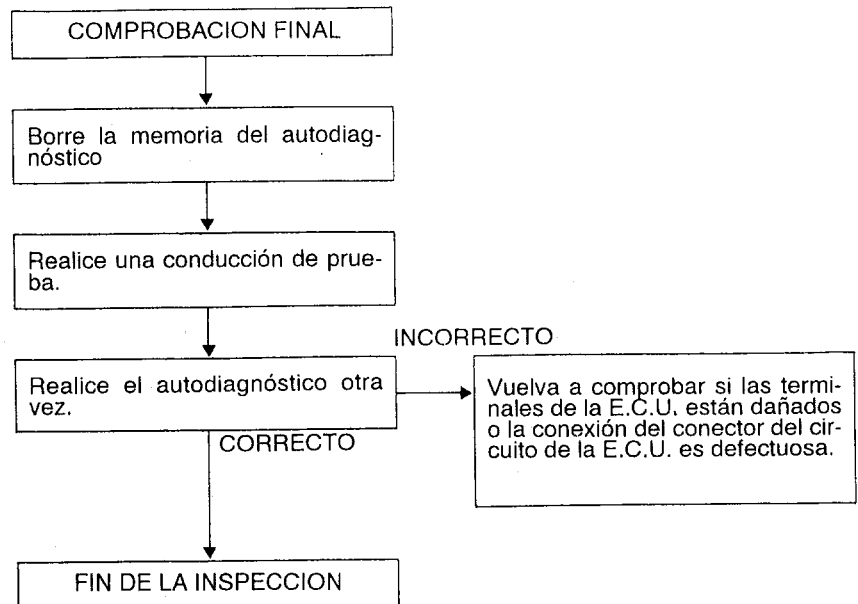 COMPROBACION FINAL
Borre la memoria del autodiag-
nóstico
Realice una conducción de prue-
ba.
INCORRECTO
Realice el autodiagnóstico otra
vez.
Vuelva a comprobar si las termi-
nales de la E.C.U. están dañados
o la conexión del conector del cir-
cuito de la E.C.U. es defectuosa.
CORRECTO
FIN DE LA INSPECCION